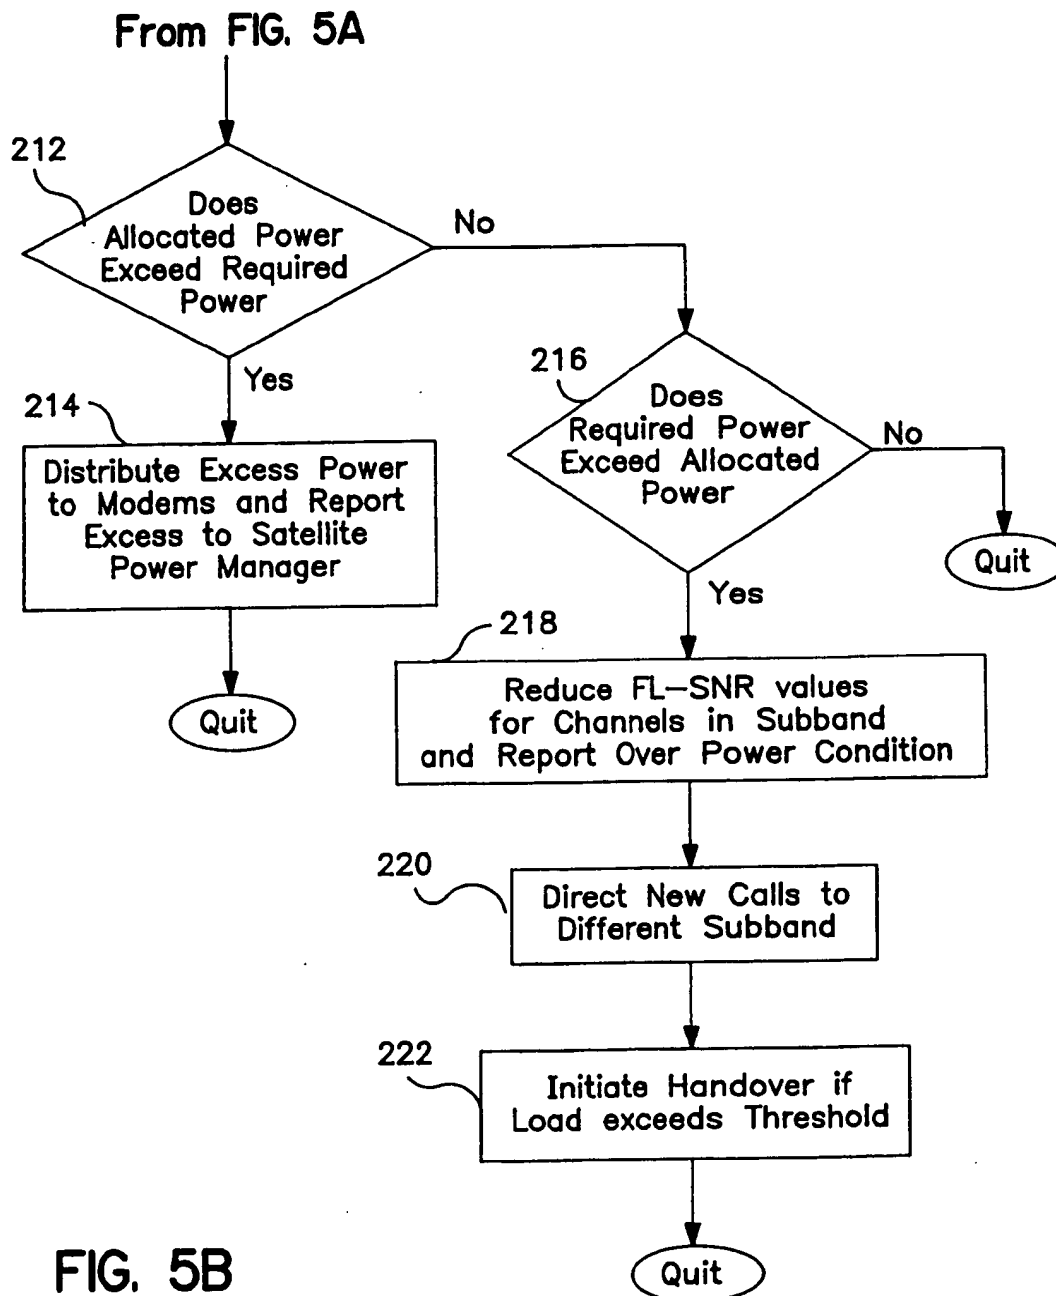 From FIG. 5A
212
Does
Allocated Power
Exceed Required
Power
No
Yes
214
Distribute Excess Power
to Modems and Report
Excess to Satellite
Power Manager
Quit
216
Does
Required Power
Exceed Allocated
Power
No
Quit
Yes
218
Reduce FL-SNR values
for Channels in Subband
and Report Over Power Condition
220
Direct New Calls to
Different Subband
222
Initiate Handover if
Load exceeds Threshold
Quit
FIG. 5B